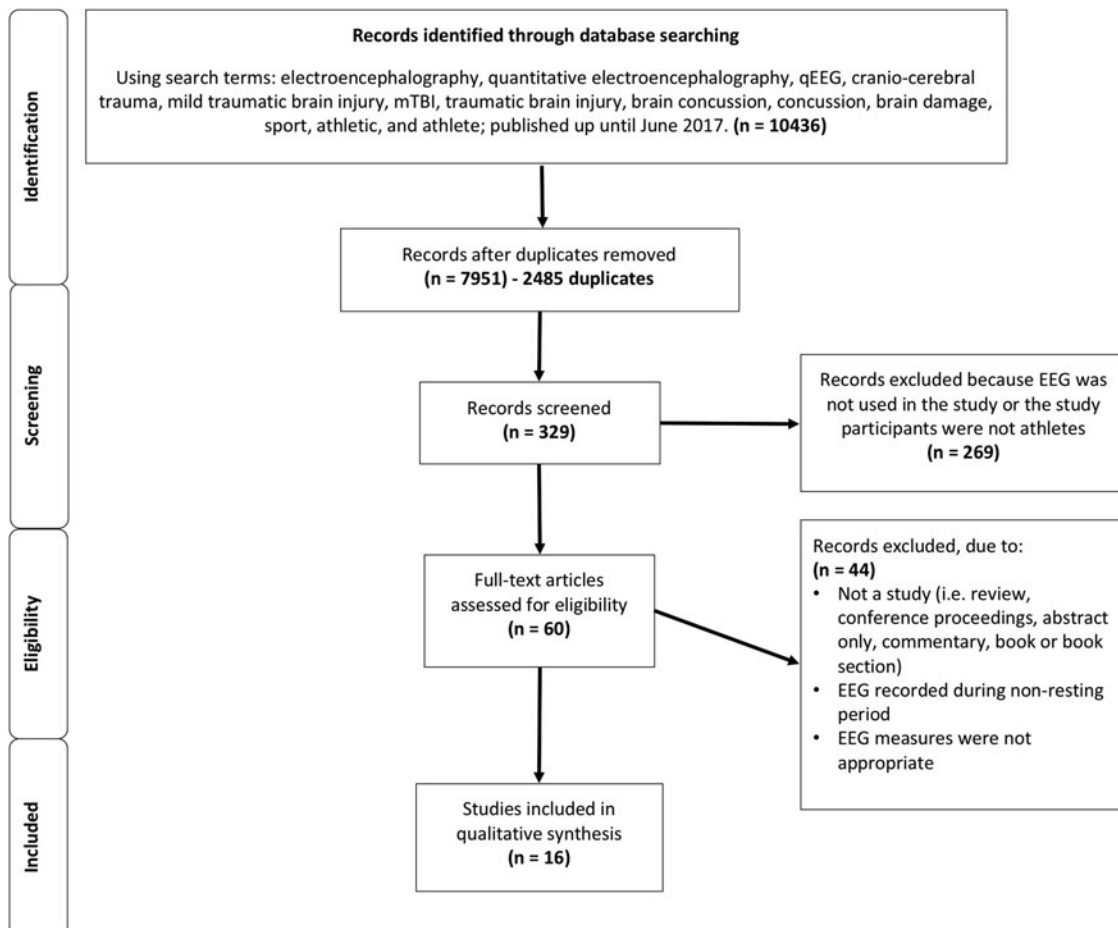 Identification
Records identified through database searching
Using search terms: electroencephalography, quantitative electroencephalography, qEEG, cranio-cerebral
trauma, mild traumatic brain injury, mTBI, traumatic brain injury, brain concussion, concussion, brain damage,
sport, athletic, and athlete; published up until June 2017. (n = 10436)
Records after duplicates removed
(n = 7951) - 2485 duplicates
Screening
Records screened
(n = 329)
Records excluded because EEG was
not used in the study or the study
participants were not athletes
(n = 269)
Eligibility
Full-text articles
assessed for eligibility
(n = 60)
Records excluded, due to:
(n = 44)
• Not a study (i.e. review,
conference proceedings, abstract
only, commentary, book or book
section)
• EEG recorded during non-resting
period
• EEG measures were not
appropriate
Included
Studies included in
qualitative synthesis
(n = 16)